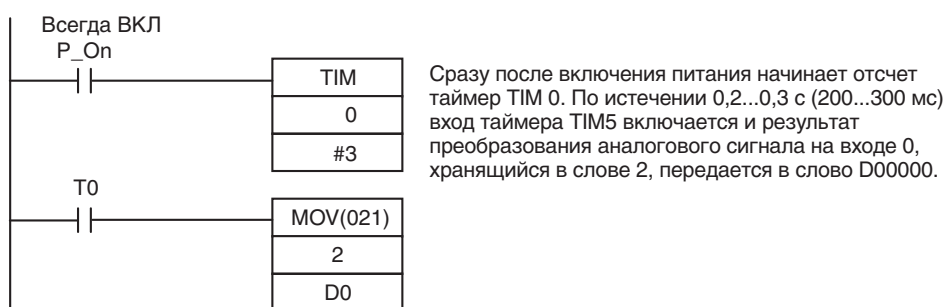 Всегда ВКЛ
P_On
TIM
0
#3
Сразу после включения питания начинает отсчет
таймер TIM 0. По истечении 0,2...0,3 с (200...300 мс)
вход таймера TIM5 включается и результат
преобразования аналогового сигнала на входе 0,
хранящийся в слове 2, передается в слово D00000.
T0
MOV(021)
2
D0